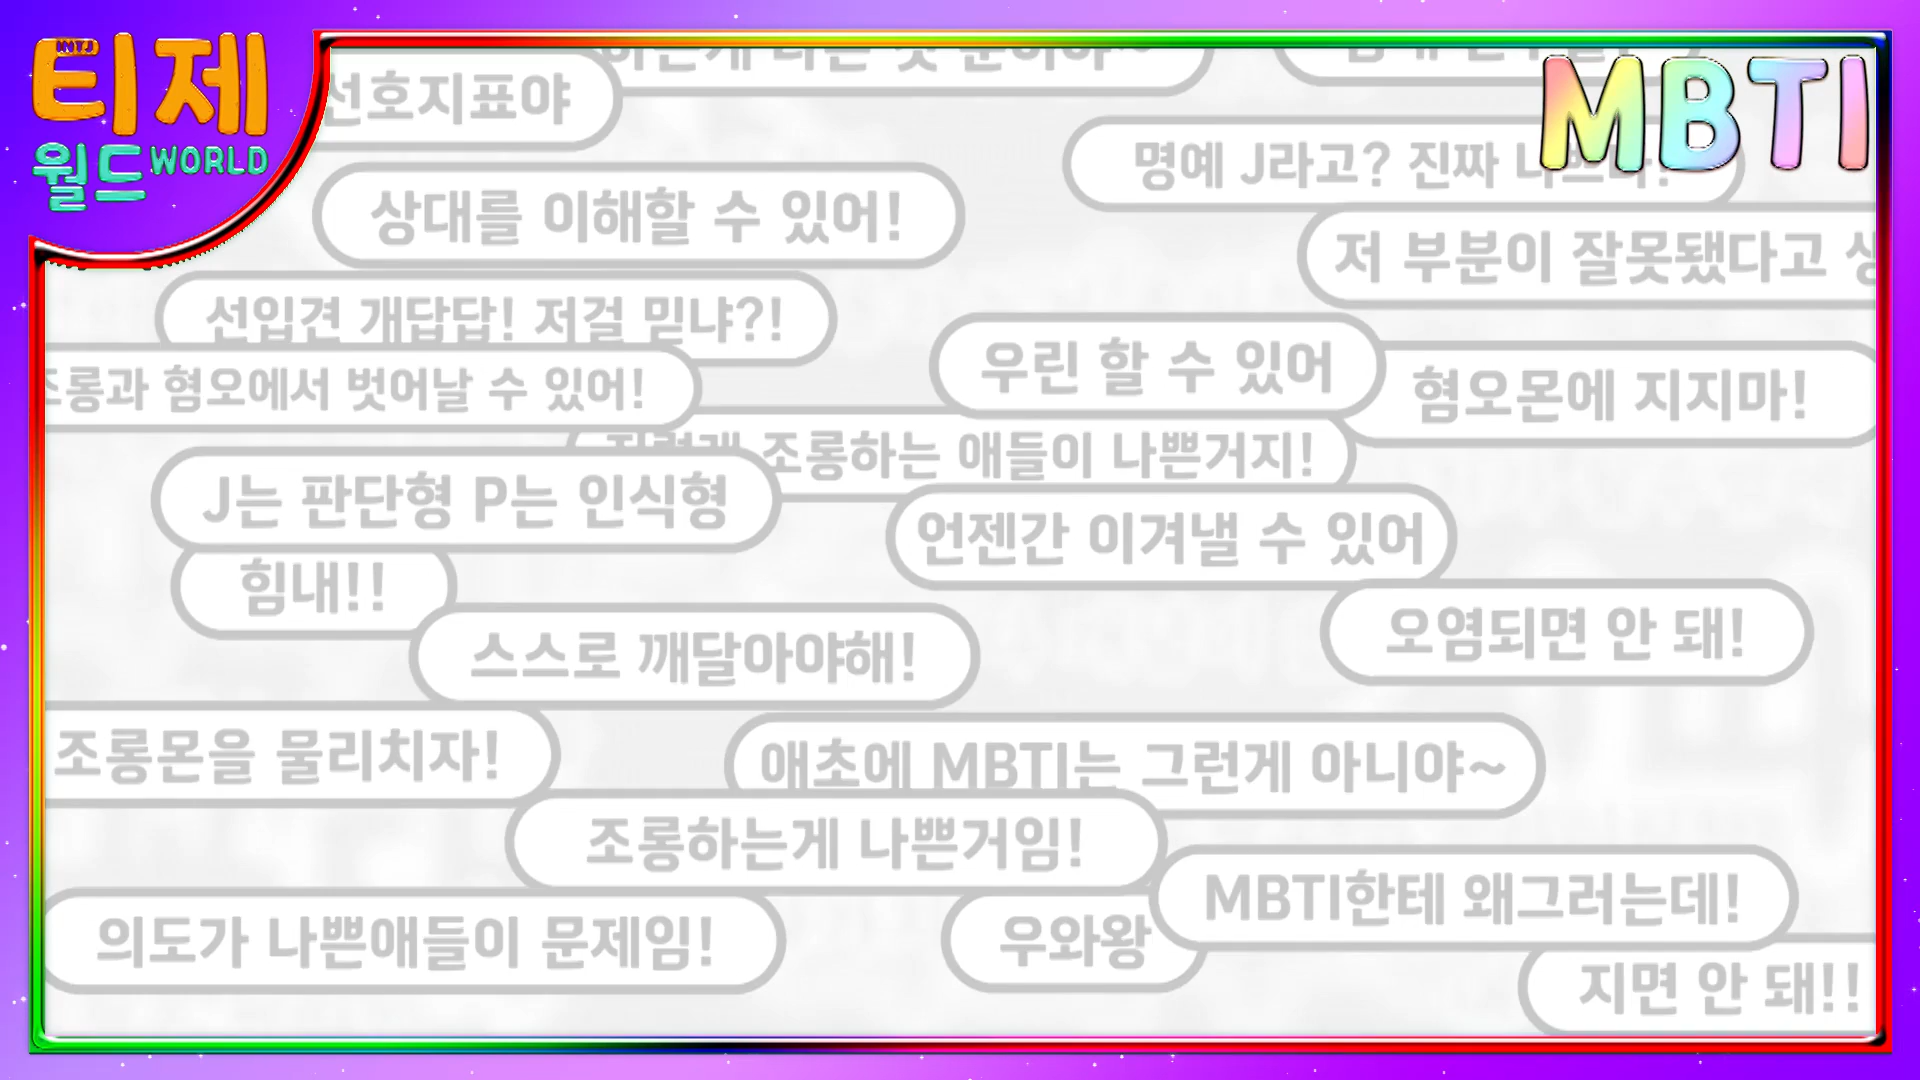 INTJ
티제
월드 WORLD
MBTI
선호지표야
명예 J라고? 진짜
상대를 이해할 수 있어!
저 부분이 잘못됐다고
선입견 개답답! 저걸 믿냐?!
우린 할 수 있어
조롱과 혐오에서 벗어날 수 있어!
혐오몬에 지지마!
조롱하는 애들이 나쁜거지!
J는 판단형 P는 인식형
언젠간 이겨낼 수 있어
힘내!!
스스로 깨달아야해!
오염되면 안 돼!
조롱몬을 물리치자!
애초에 MBTI는 그런게 아니야~
조롱하는게 나쁜거임!
MBTI한테 왜그러는데!
의도가 나쁜애들이 문제임!
우와왕
지면 안 돼!!